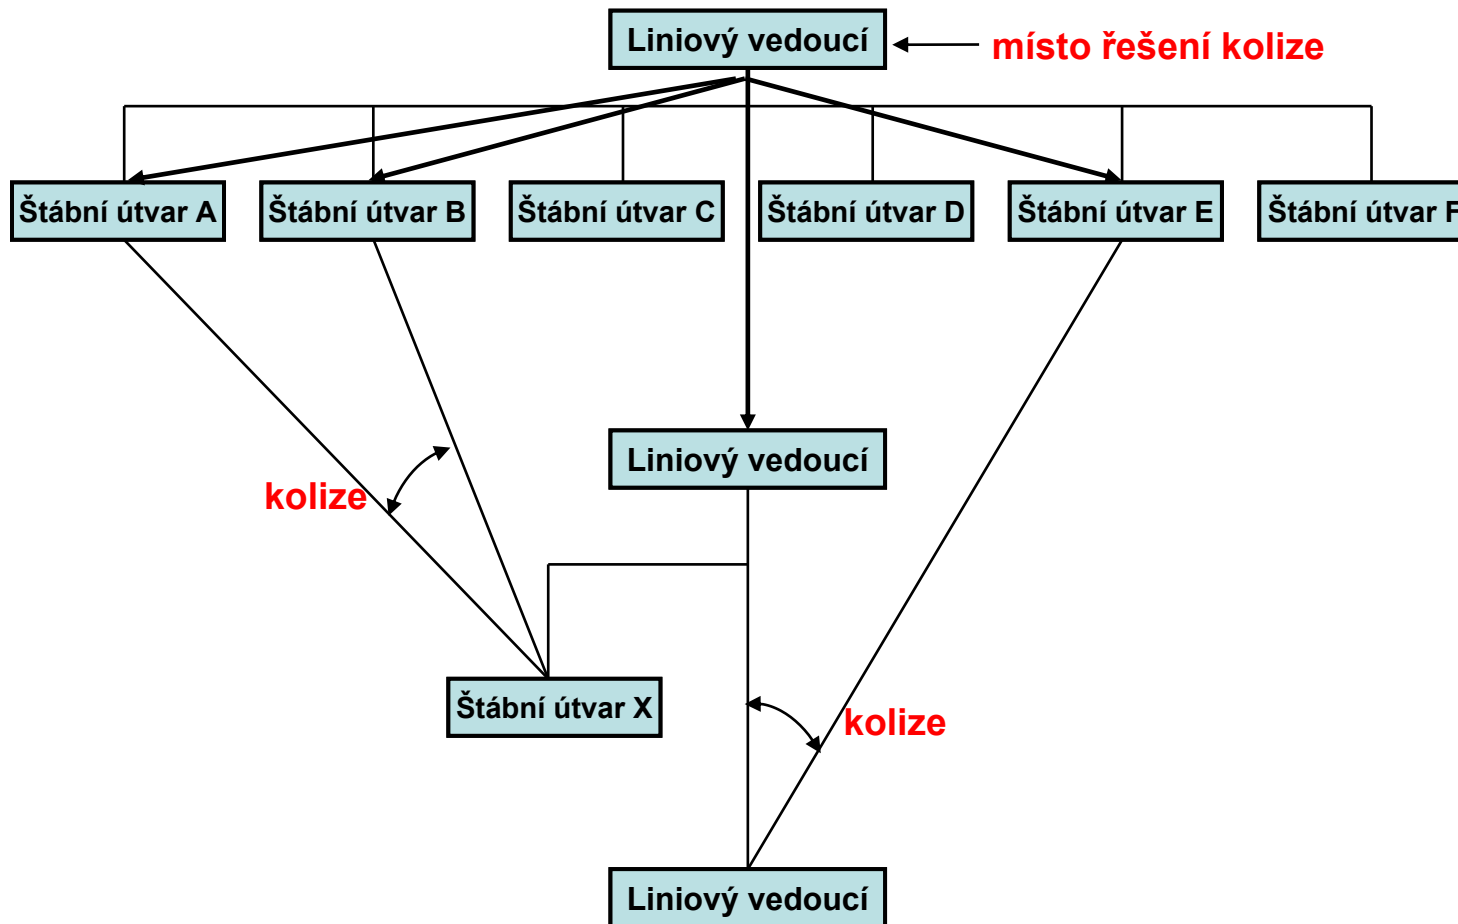 Liniový vedoucí
místo řešení kolize
Štábní útvar A
Štábní útvar B
Štábní útvar C
Štábní útvar D
Štábní útvar E
Štábní útvar F
Liniový vedoucí
kolize
Štábní útvar X
kolize
Liniový vedoucí